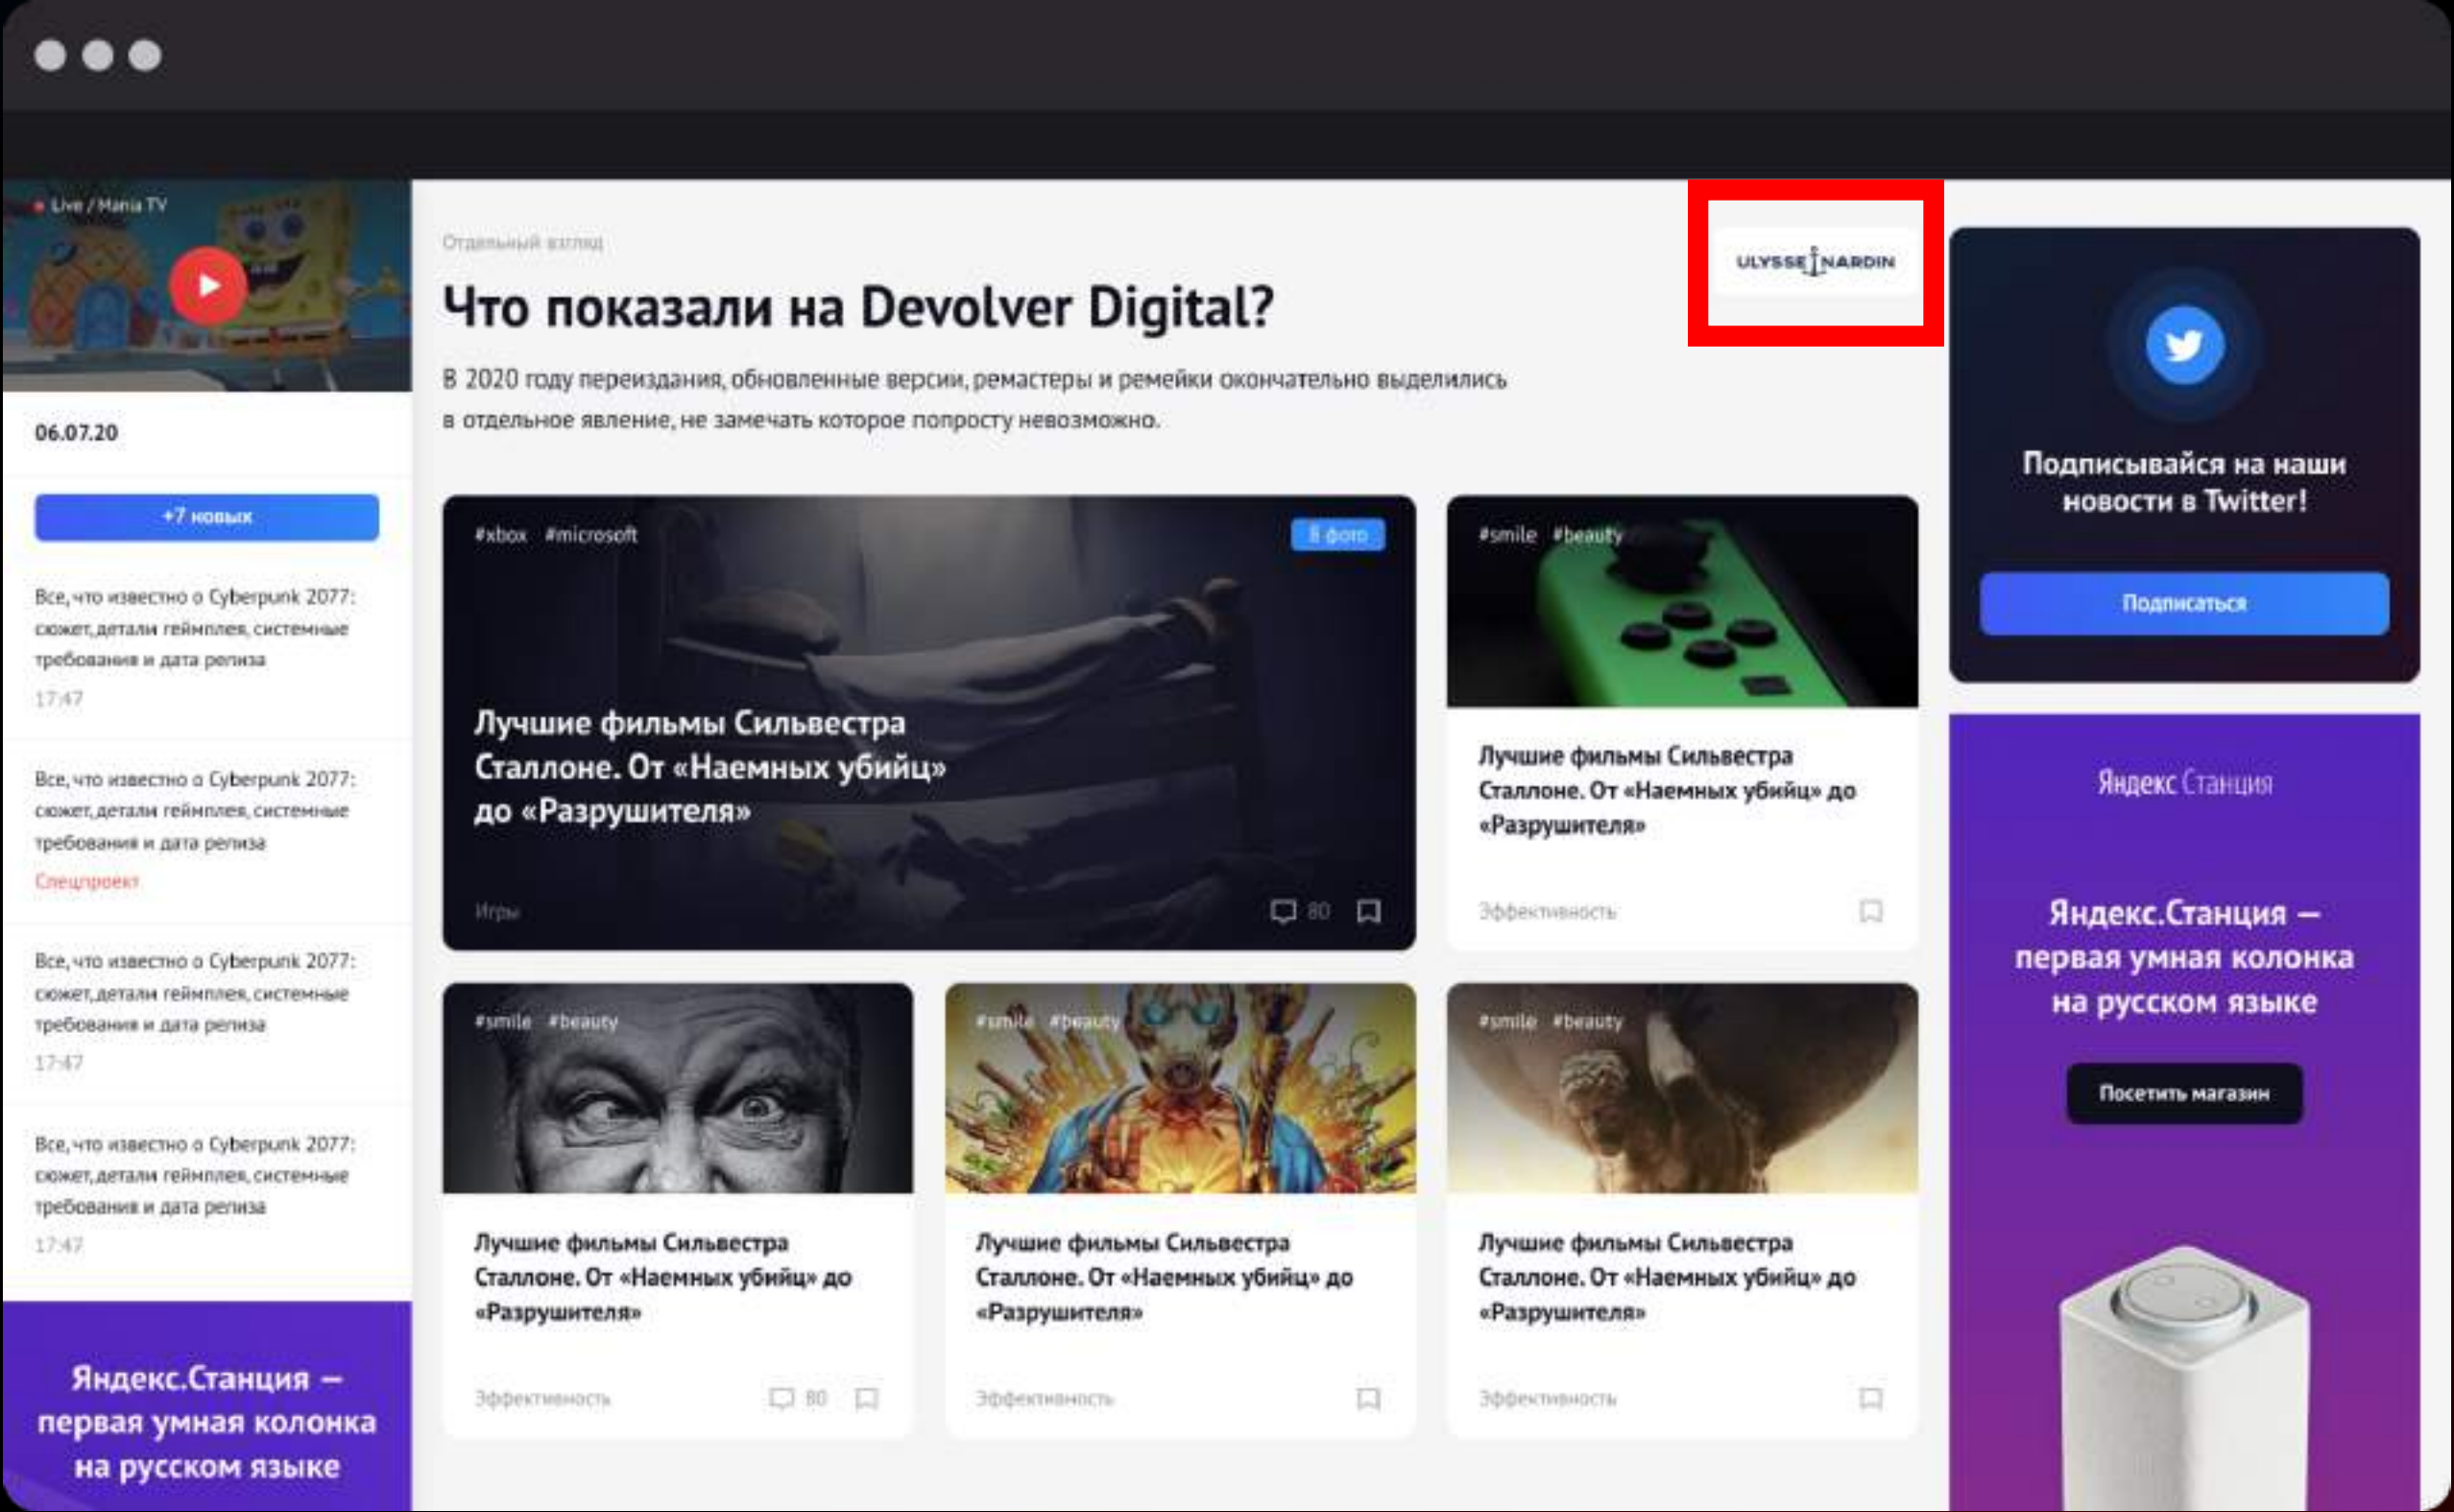 Live / Mania TV
06.07.20
+7 новых
Все, что известно о Cyberpunk 2077:
сюжет, детали геймплея, системные
требования и дата релиза
17:47
Все, что известно о Cyberpunk 2077:
сюжет, детали геймплея, системные
требования и дата релиза
Спецпроект
Все, что известно о Cyberpunk 2077:
сюжет, детали геймплея, системные
требования и дата релиза
17:47
Все, что известно о Cyberpunk 2077:
сюжет, детали геймплея, системные
требования и дата релиза
17:47
Яндекс.Станция —
первая умная колонка
на русском языке
Отдельный взгляд
Что показали на Devolver Digital?
В 2020 году переиздания, обновленные версии, ремастеры и ремейки окончательно выделились
в отдельное явление, не замечать которое попросту невозможно.
ULYSSE NARDIN
#xbox #microsoft
8 фото
Лучшие фильмы Сильвестра
Сталлоне. От «Наемных убийц»
до «Разрушителя»
Игры
80
#smile #beauty
Лучшие фильмы Сильвестра
Сталлоне. От «Наемных убийц» до
«Разрушителя»
Эффективность
#smile #beauty
Лучшие фильмы Сильвестра
Сталлоне. От «Наемных убийц» до
«Разрушителя»
Эффективность
80
#smile #beauty
Лучшие фильмы Сильвестра
Сталлоне. От «Наемных убийц» до
«Разрушителя»
Эффективность
#smile #beauty
Лучшие фильмы Сильвестра
Сталлоне. От «Наемных убийц» до
«Разрушителя»
Эффективность
Подписывайся на наши
новости в Twitter!
Подписаться
Яндекс Станция
Яндекс.Станция —
первая умная колонка
на русском языке
Посетить магазин